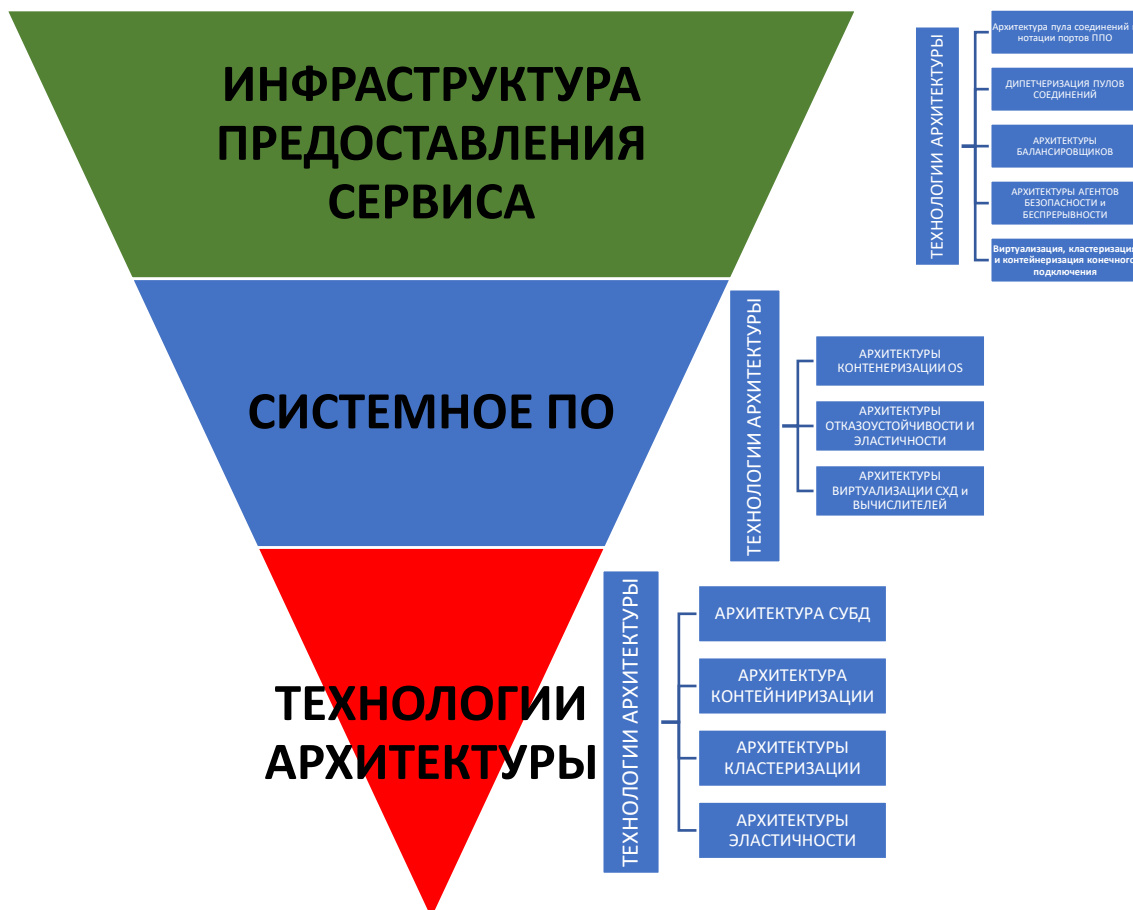 ИНФРАСТРУКТУРА
ПРЕДОСТАВЛЕНИЯ
СЕРВИСА
ТЕХНОЛОГИИ АРХИТЕКТУРЫ
Архитектура пула соединений
нотации портов ППО
ДИПЕТЧЕРИЗАЦИЯ ПУЛОВ
СОЕДИНЕНИЙ
АРХИТЕКТУРЫ
БАЛАНСИРОВЩИКОВ
АРХИТЕКТУРЫ АГЕНТОВ
БЕЗОПАСНОСТИ и
БЕСПРЕРЫВНОСТИ
Виртуализация, кластеризация
и контейнеризация конечного
подключения
СИСТЕМНОЕ ПО
ТЕХНОЛОГИИ АРХИТЕКТУРЫ
АРХИТЕКТУРЫ
КОНТЕНЕРИЗАЦИИ OS
АРХИТЕКТУРЫ
ОТКАЗОУСТОЙЧИВОСТИ И
ЭЛАСТИЧНОСТИ
АРХИТЕКТУРЫ
ВИРТУАЛИЗАЦИИ СХД и
ВЫЧИСЛИТЕЛЕЙ
ТЕХНОЛОГИИ
АРХИТЕКТУРЫ
ТЕХНОЛОГИИ АРХИТЕКТУРЫ
АРХИТЕКТУРА СУБД
АРХИТЕКТУРА
КОНТЕЙНИРИЗАЦИИ
АРХИТЕКТУРЫ
КЛАСТЕРИЗАЦИИ
АРХИТЕКТУРЫ
ЭЛАСТИЧНОСТИ